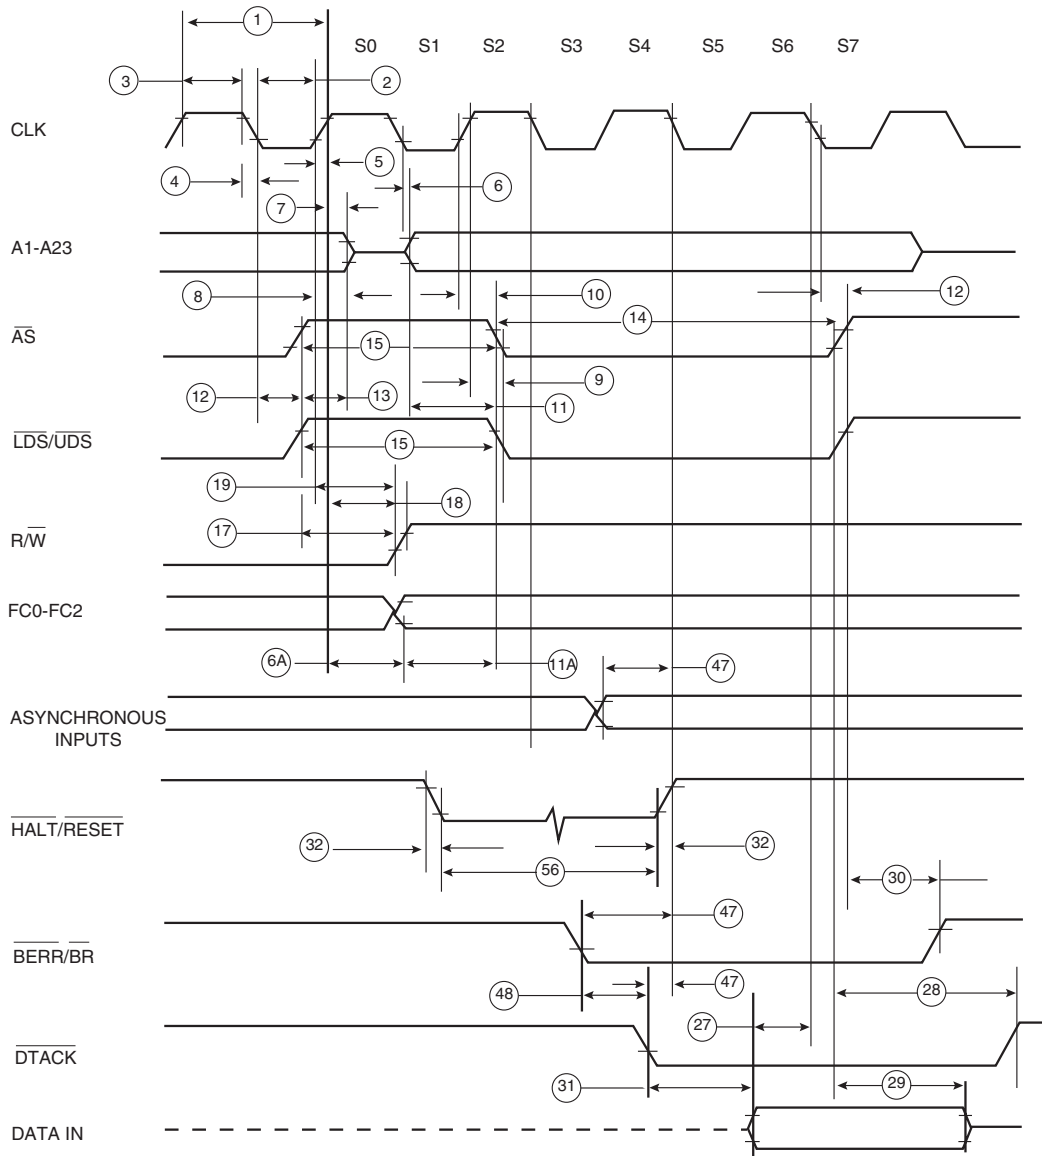 1
S0 S1 S2 S3 S4 S5 S6 S7
3 2
CLK
5
4 6
7
A1-A23
8 10 12
14
AS
15
9
12 13 11
LDS/UDS
15
19
18
17
R/W
FC0-FC2
6A 11A 47
ASYNCHRONOUS
INPUTS
HALT/RESET
32 32
56
30
47
BERR/BR
47
48 28
27
DTACK
31 29
DATA IN